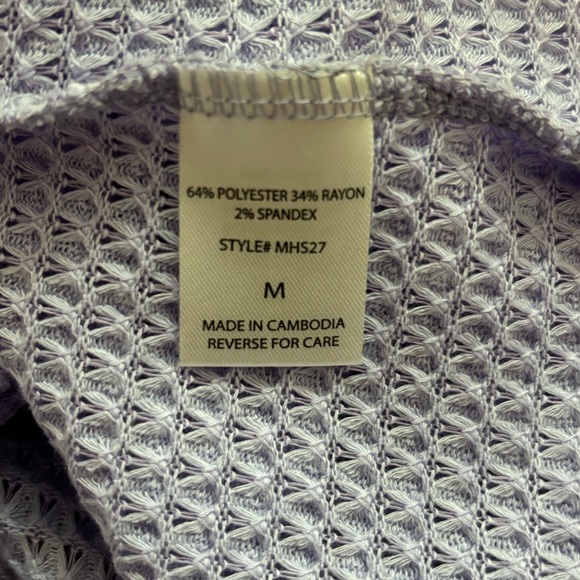 64% POLYESTER 34% RAYON
2% SPANDEX
STYLE# MHS27
M
MADE IN CAMBODIA
REVERSE FOR CARE